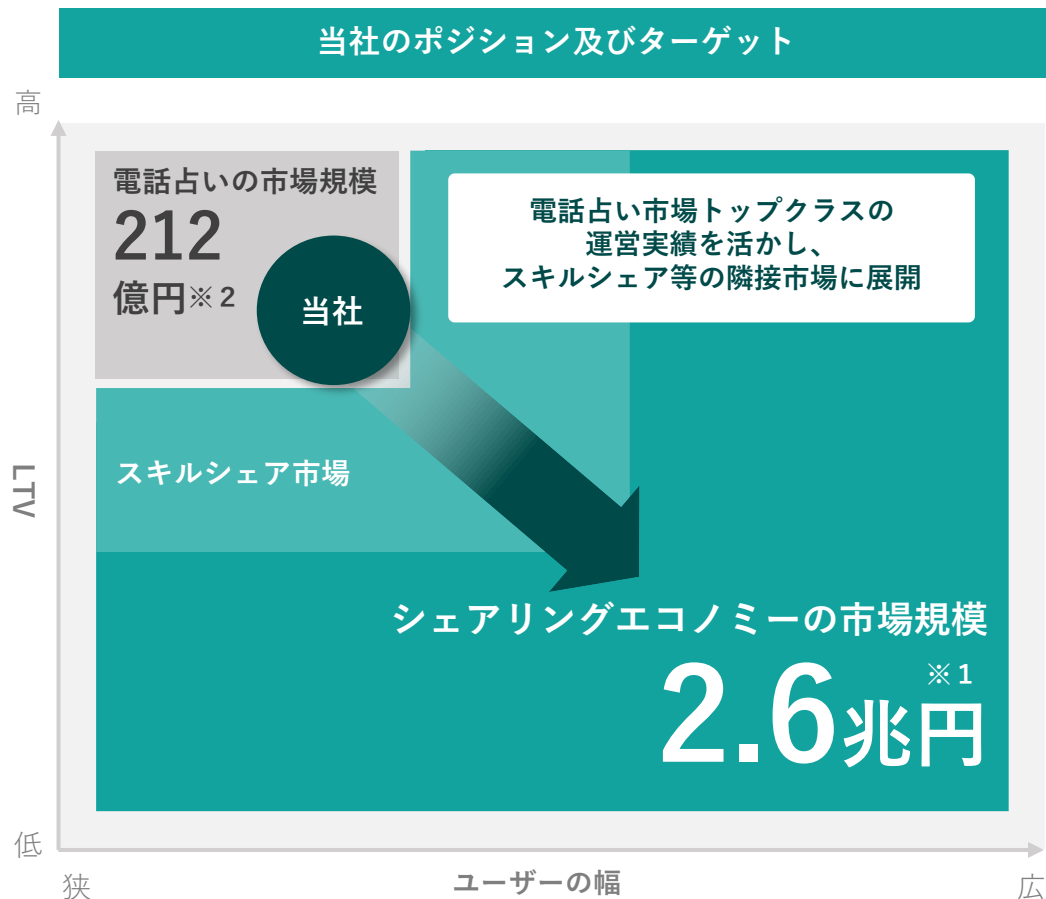 当社のポジション及びターゲット
高
電話占いの市場規模
212
億円※2
当社
電話占い市場トップクラスの
運営実績を活かし、
スキルシェア等の隣接市場に展開
スキルシェア市場
LTV
シェアリングエコノミーの市場規模
※1
2.6兆円
低
狭
ユーザーの幅
広